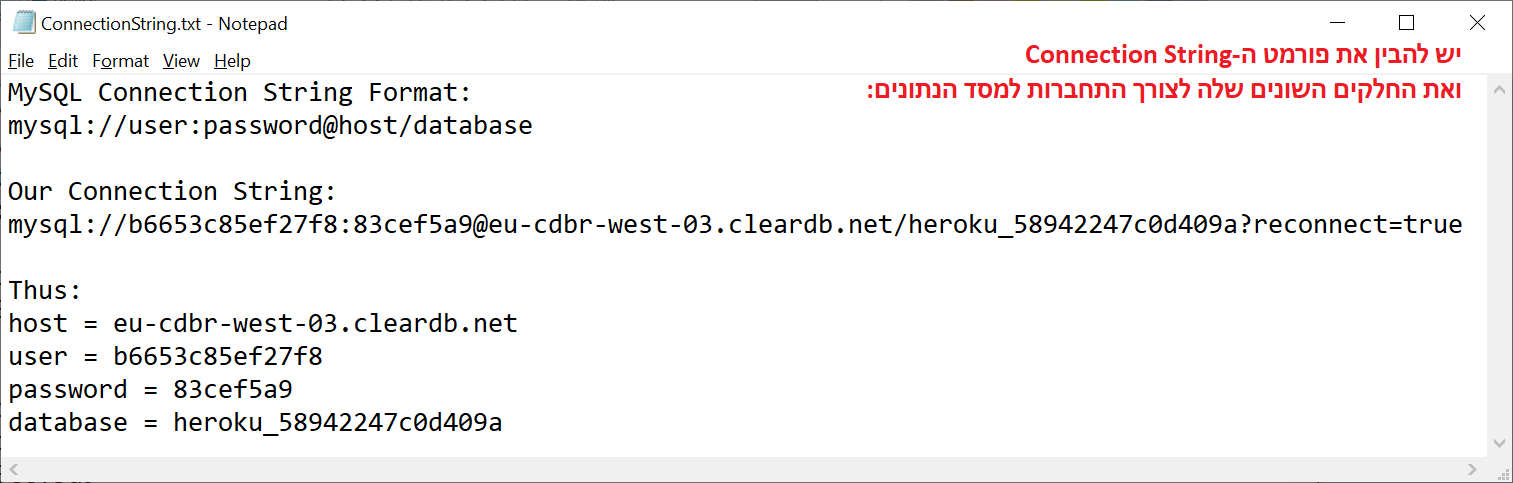 ConnectionString.txt - Notepad
File Edit Format View Help
יש להבין את פורמט ה-Connection String
ואת החלקים השונים שלה לצורך התחברות למסד הנתונים:
MySQL Connection String Format:
mysql://user:password@host/database
Our Connection String:
mysql://b6653c85ef27f8:83cef5a9@eu-cdbr-west-03.cleardb.net/heroku_58942247c0d409a?reconnect=true
Thus:
host = eu-cdbr-west-03.cleardb.net
user = b6653c85ef27f8
password = 83cef5a9
database = heroku_58942247c0d409a